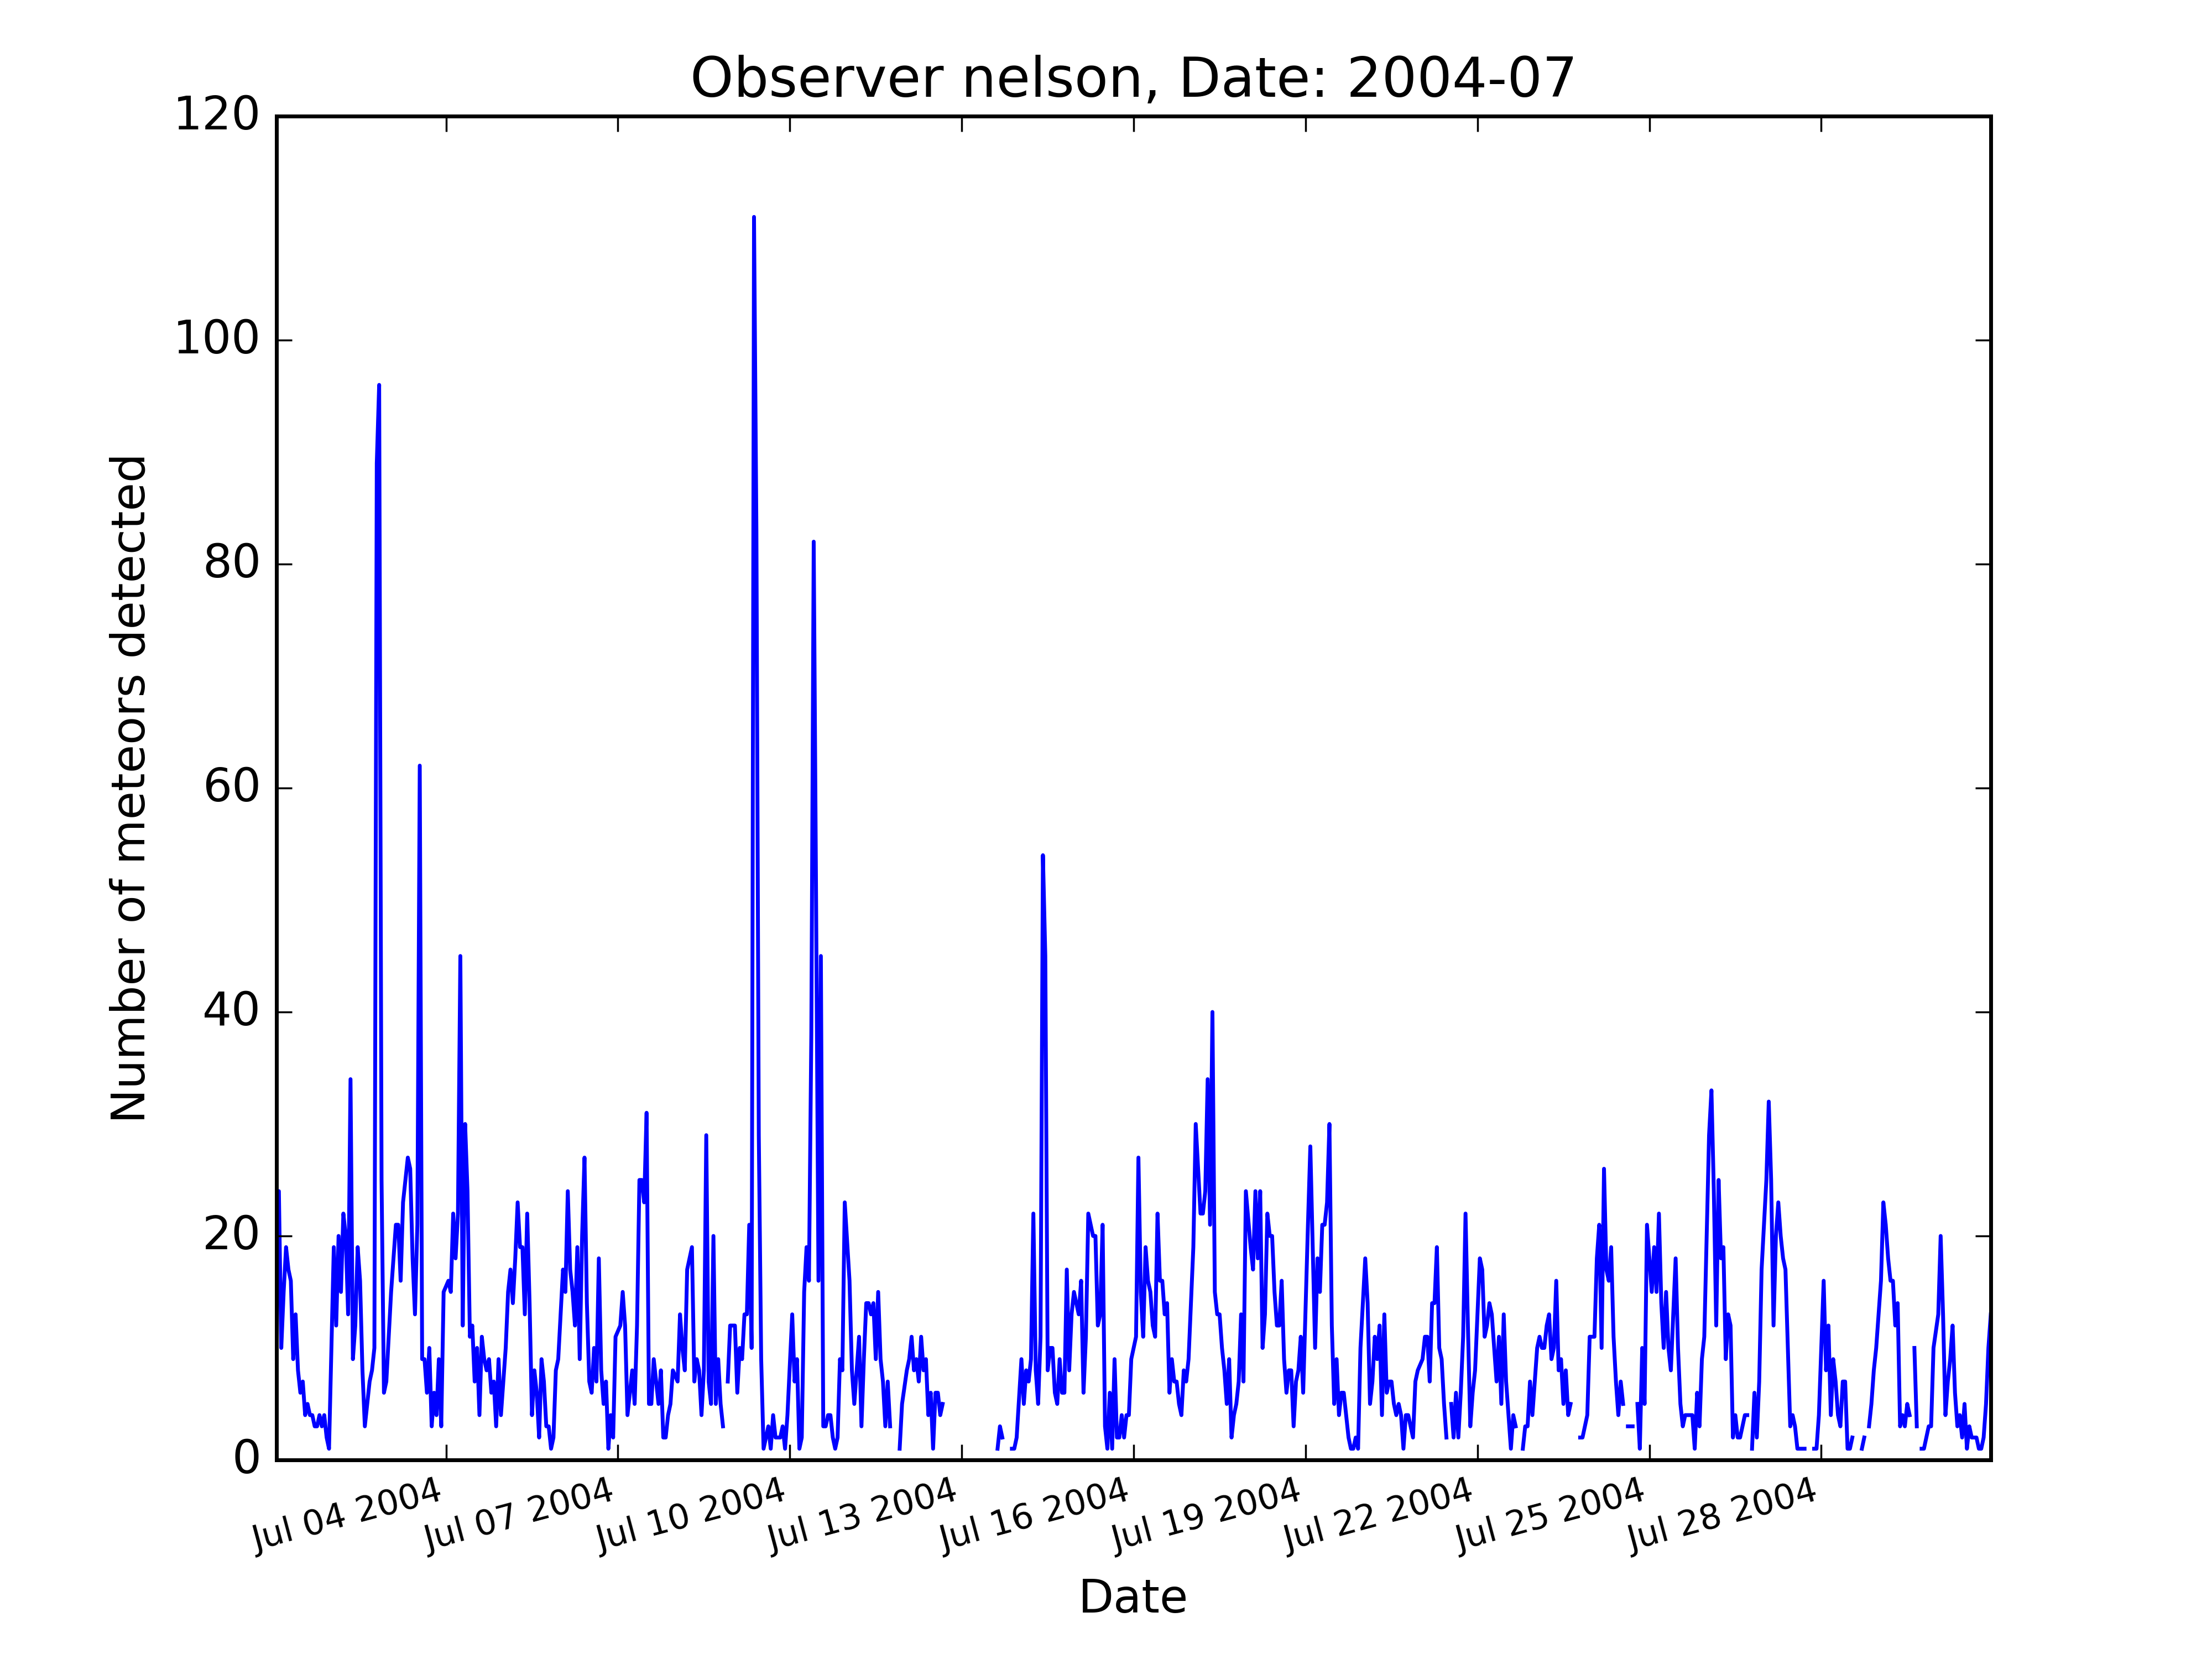 Observer nelson, Date: 2004-07
120
100
80
60
40
20
0
Number of meteors detected
Jul 04 2004
Jul 07 2004
Jul 10 2004
Jul 13 2004
Jul 16 2004
Jul 19 2004
Jul 22 2004
Jul 25 2004
Jul 28 2004
Date